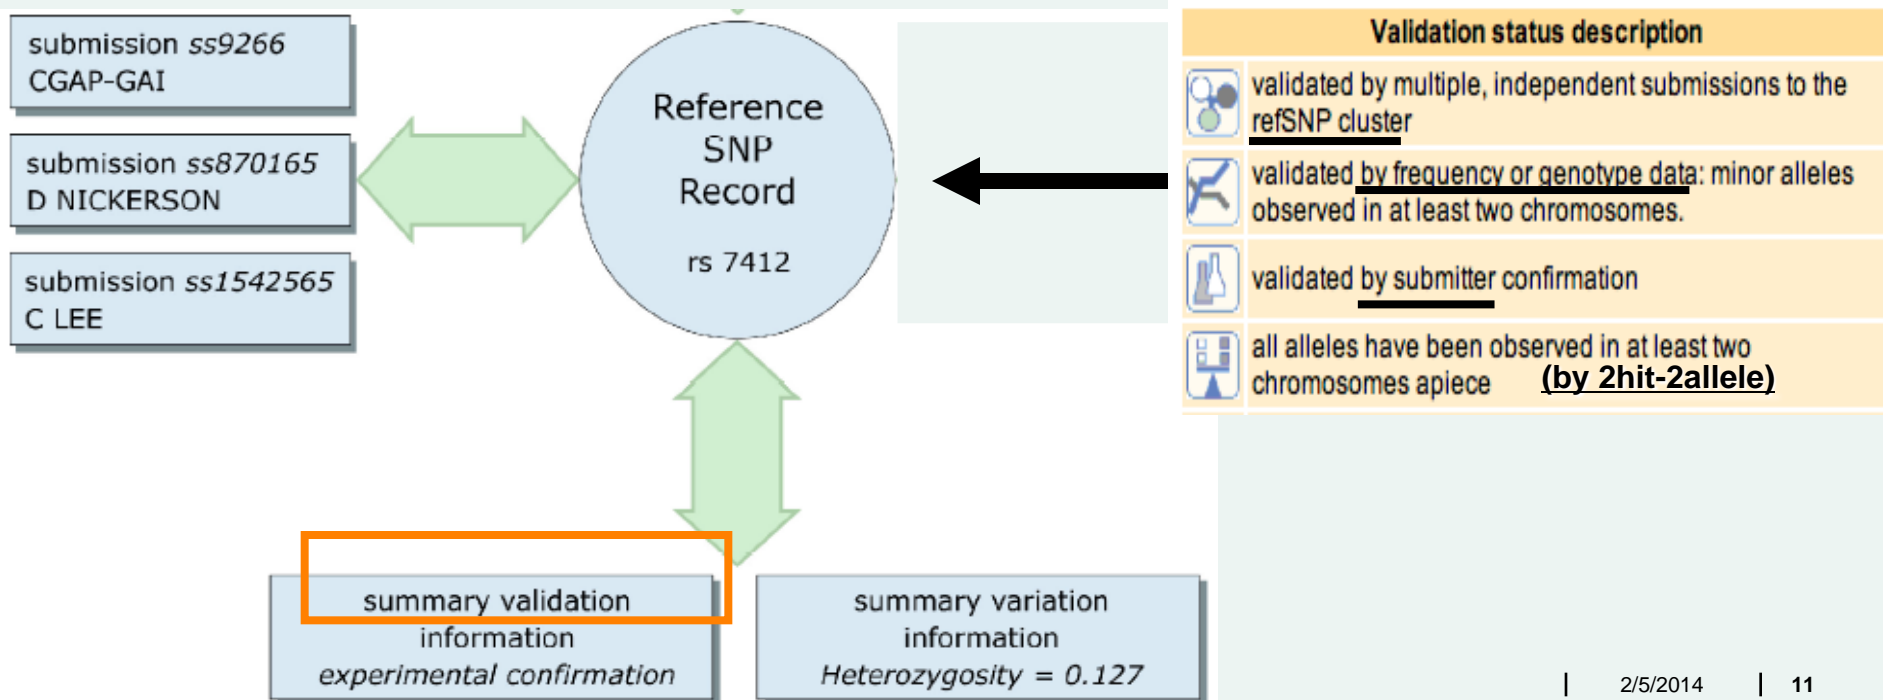 submission ss9266
CGAP-GAI
submission ss870165
D NICKERSON
submission ss1542565
C LEE
Reference
SNP
Record
rs 7412
summary validation
information
experimental confirmation
summary variation
information
Heterozygosity = 0.127
Validation status description
validated by multiple, independent submissions to the
refSNP cluster
validated by frequency or genotype data: minor alleles
observed in at least two chromosomes.
validated by submitter confirmation
all alleles have been observed in at least two
chromosomes apiece (by 2hit-2allele)
| 2/5/2014 | 11